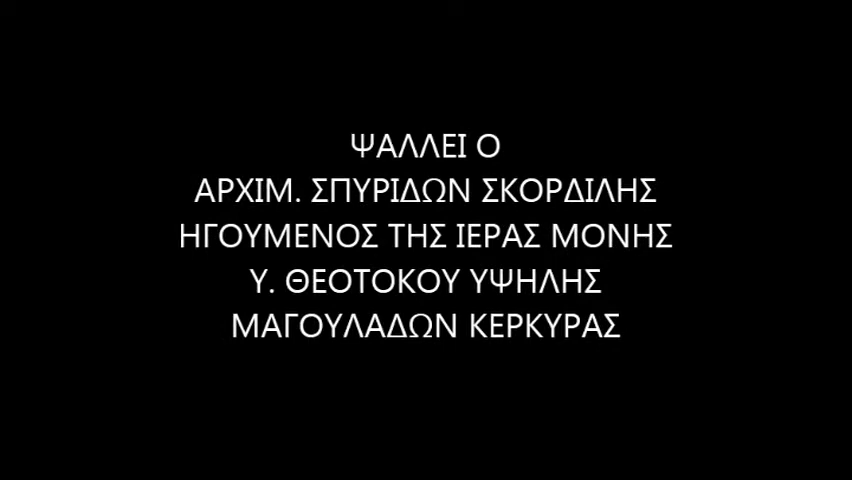 ΨΑΛΛΕΙ Ο
ΑΡΧΙΜ. ΣΠΥΡΙΔΩΝ ΣΚΟΡΔΙΛΗΣ
ΗΓΟΥΜΕΝΟΣ ΤΗΣ ΙΕΡΑΣ ΜΟΝΗΣ
Υ. ΘΕΟΤΟΚΟΥ ΥΨΗΛΗΣ
ΜΑΓΟΥΛΑΔΩΝ ΚΕΡΚΥΡΑΣ